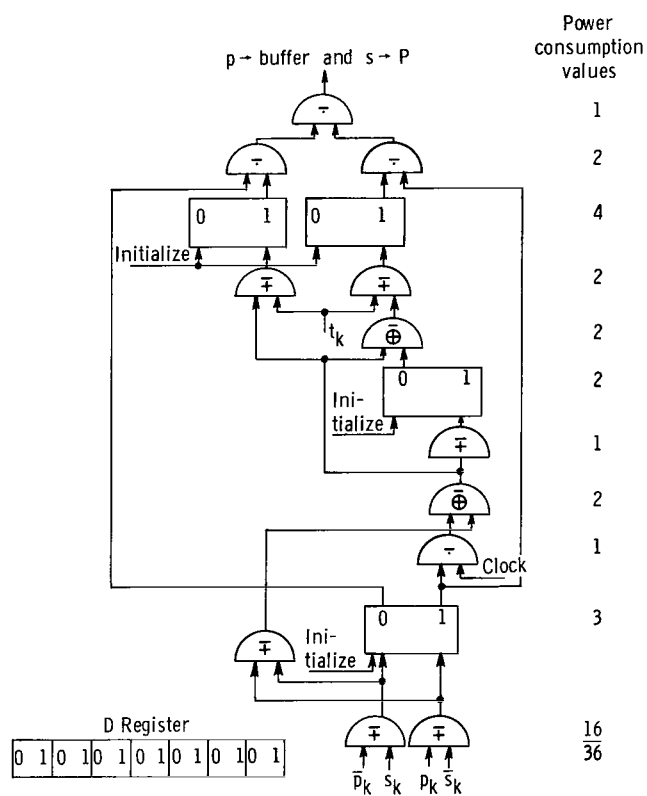 Power
consumption
values
p → buffer and s → P
·
1
·
·
2
0 1
0 1
4
Initialize
∓
∓
2
t_k
⊕̄
2
0 1
2
Ini-
tialize
∓
1
⊕̄
2
·
1
Clock
0 1
3
∓
Ini-
tialize
D Register
0 1 0 1 0 1 0 1 0 1 0 1 0 1
∓
∓
16
36
p̄_k s_k p_k s̄_k